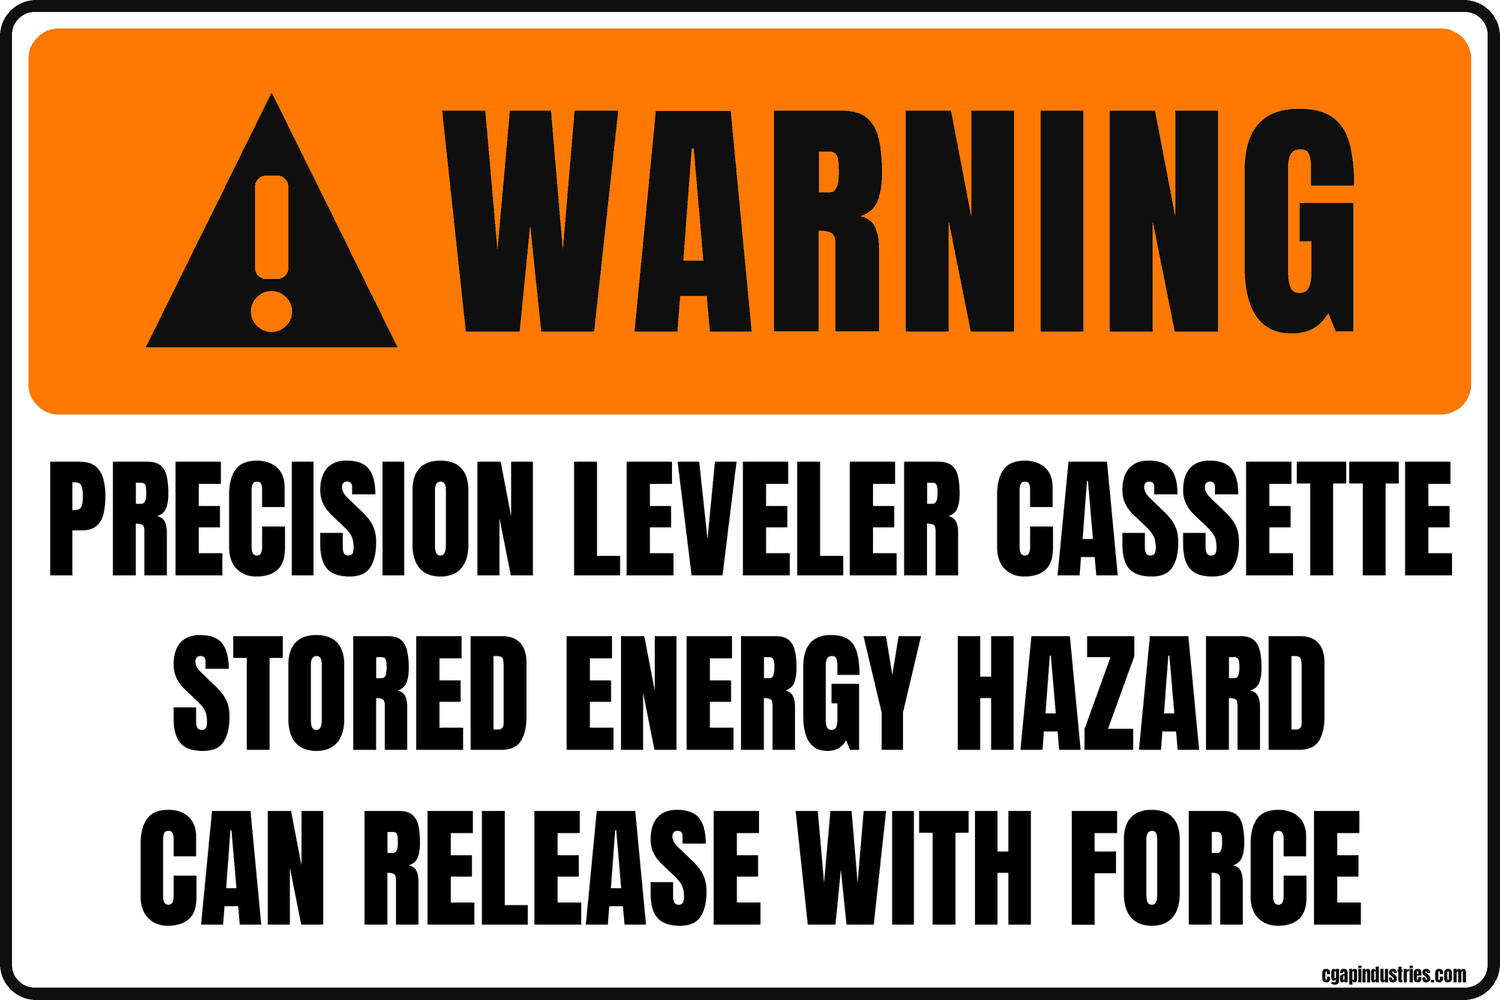 WARNING
PRECISION LEVELER CASSETTE
STORED ENERGY HAZARD
CAN RELEASE WITH FORCE
cgapindustries.com